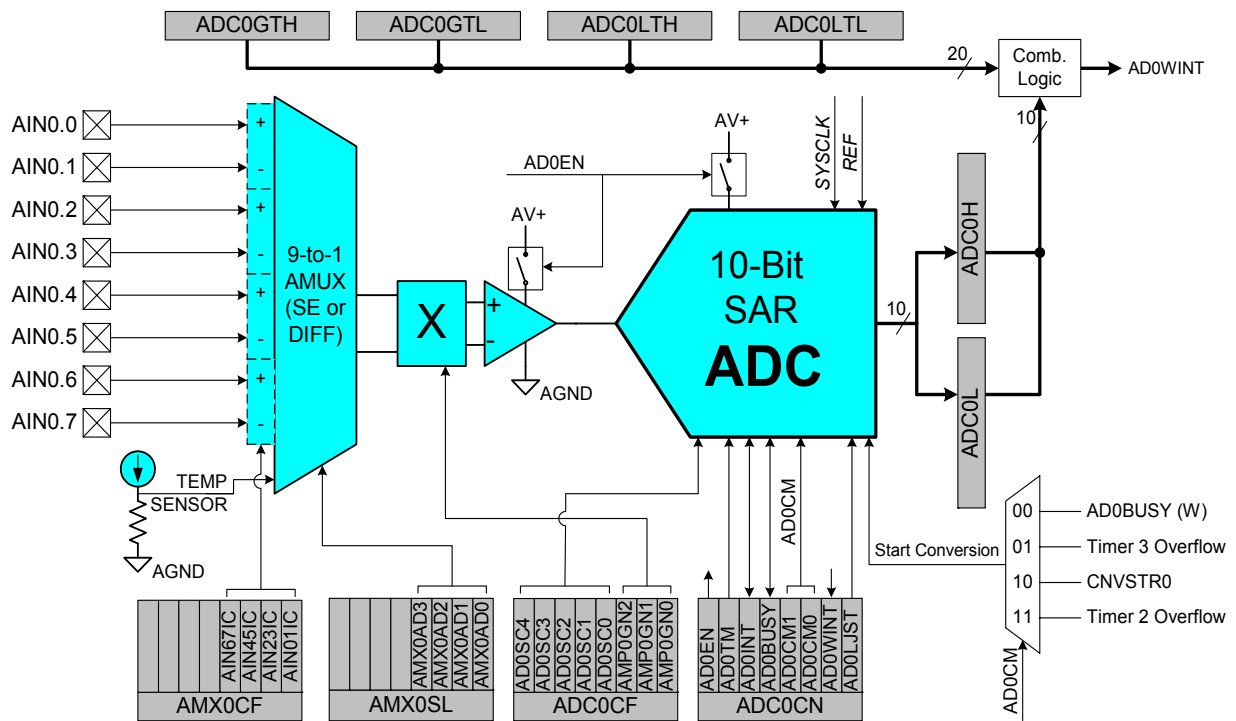 ADC0GTH
ADC0GTL
ADC0LTH
ADC0LTL
20
Comb.
Logic
AD0WINT
10
AIN0.0
AIN0.1
AIN0.2
AIN0.3
AIN0.4
AIN0.5
AIN0.6
AIN0.7
+
-
+
-
+
-
+
-
9-to-1
AMUX
(SE or
DIFF)
TEMP
SENSOR
AGND
X
+
-
AV+
AGND
AD0EN
AV+
SYSCLK
REF
10-Bit
SAR
ADC
10
ADC0H
ADC0L
AD0CM
Start Conversion
00
01
10
11
AD0BUSY (W)
Timer 3 Overflow
CNVSTR0
Timer 2 Overflow
AD0CM
AIN67IC
AIN45IC
AIN23IC
AIN01IC
AMX0CF
AMX0AD3
AMX0AD2
AMX0AD1
AMX0AD0
AMX0SL
AD0SC4
AD0SC3
AD0SC2
AD0SC1
AD0SC0
AMP0GN2
AMP0GN1
AMP0GN0
ADC0CF
AD0EN
AD0TM
AD0INT
AD0BUSY
AD0CM1
AD0CM0
AD0WINT
AD0LJST
ADC0CN